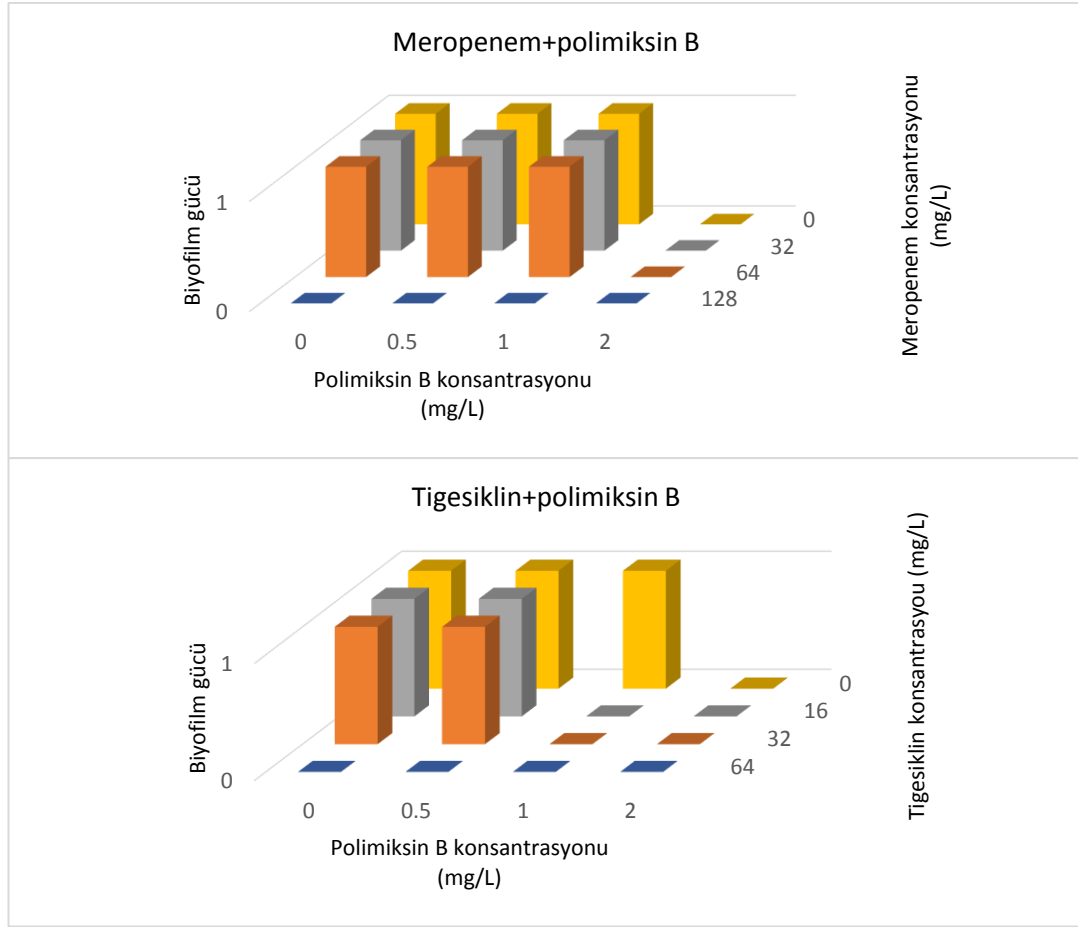 Meropenem+polimiksin B
Biyofilm gücü
1
0
0
0.5
1
2
Polimiksin B konsantrasyonu
(mg/L)
0
32
64
128
Meropenem konsantrasyonu
(mg/L)
Tigesiklin+polimiksin B
Biyofilm gücü
1
0
0
0.5
1
2
Polimiksin B konsantrasyonu
(mg/L)
0
16
32
64
Tigesiklin konsantrasyou (mg/L)